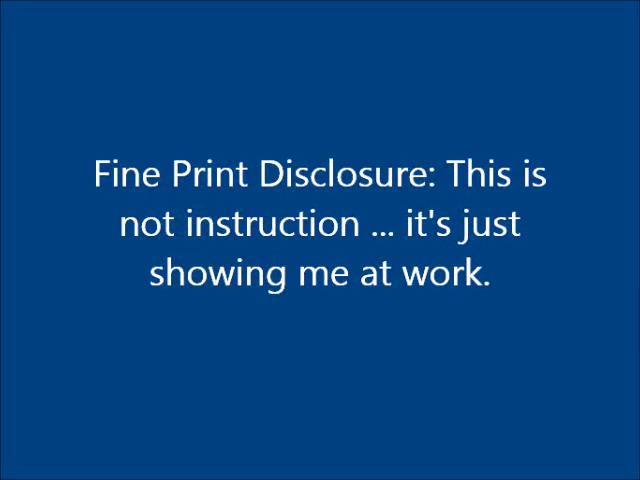 Fine Print Disclosure: This is
not instruction ... it's just
showing me at work.